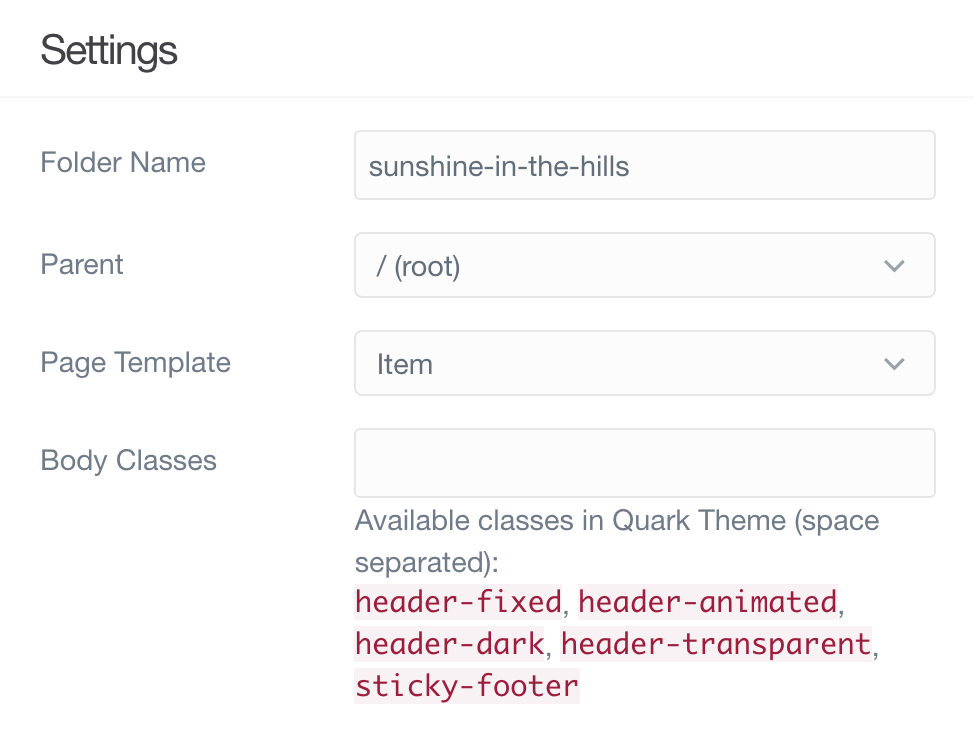 Settings
Folder Name
sunshine-in-the-hills
Parent
/ (root)
Page Template
Item
Body Classes
Available classes in Quark Theme (space
separated):
header-fixed, header-animated,
header-dark, header-transparent,
sticky-footer